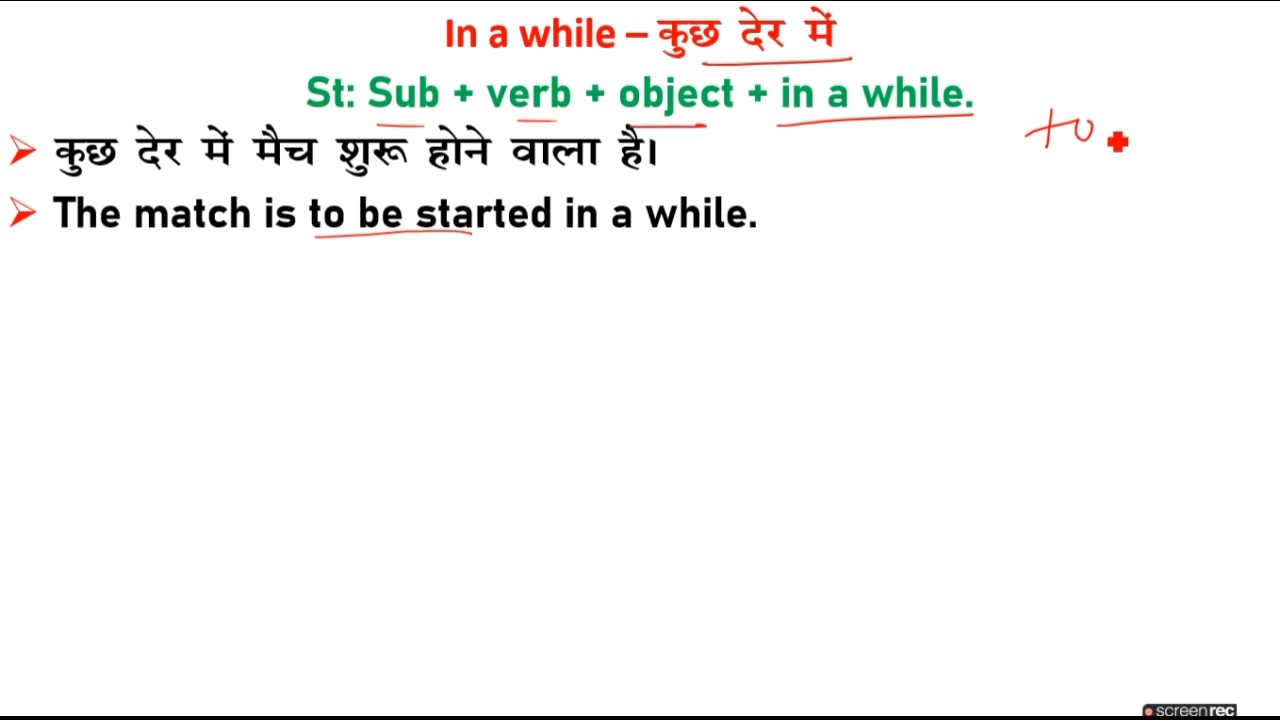 In a while – कुछ देर में
St: Sub + verb + object + in a while.
to
कुछ देर में मैच शुरू होने वाला है।
The match is to be started in a while.
screenrec